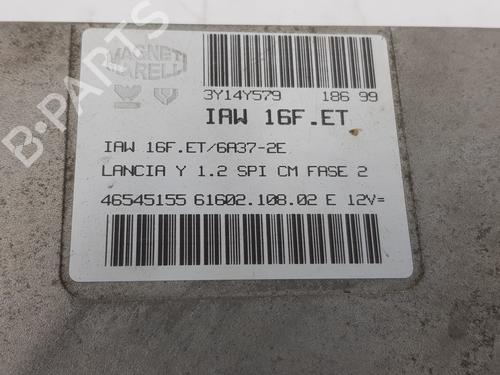 MAGNETI
MARELLI
3Y14Y579 186 99
IAW 16F.ET
IAW 16F.ET/6A37-2E
LANCIA Y 1.2 SPI CM FASE 2
46545155 61602.108.02 E 12V=
B-PARTS